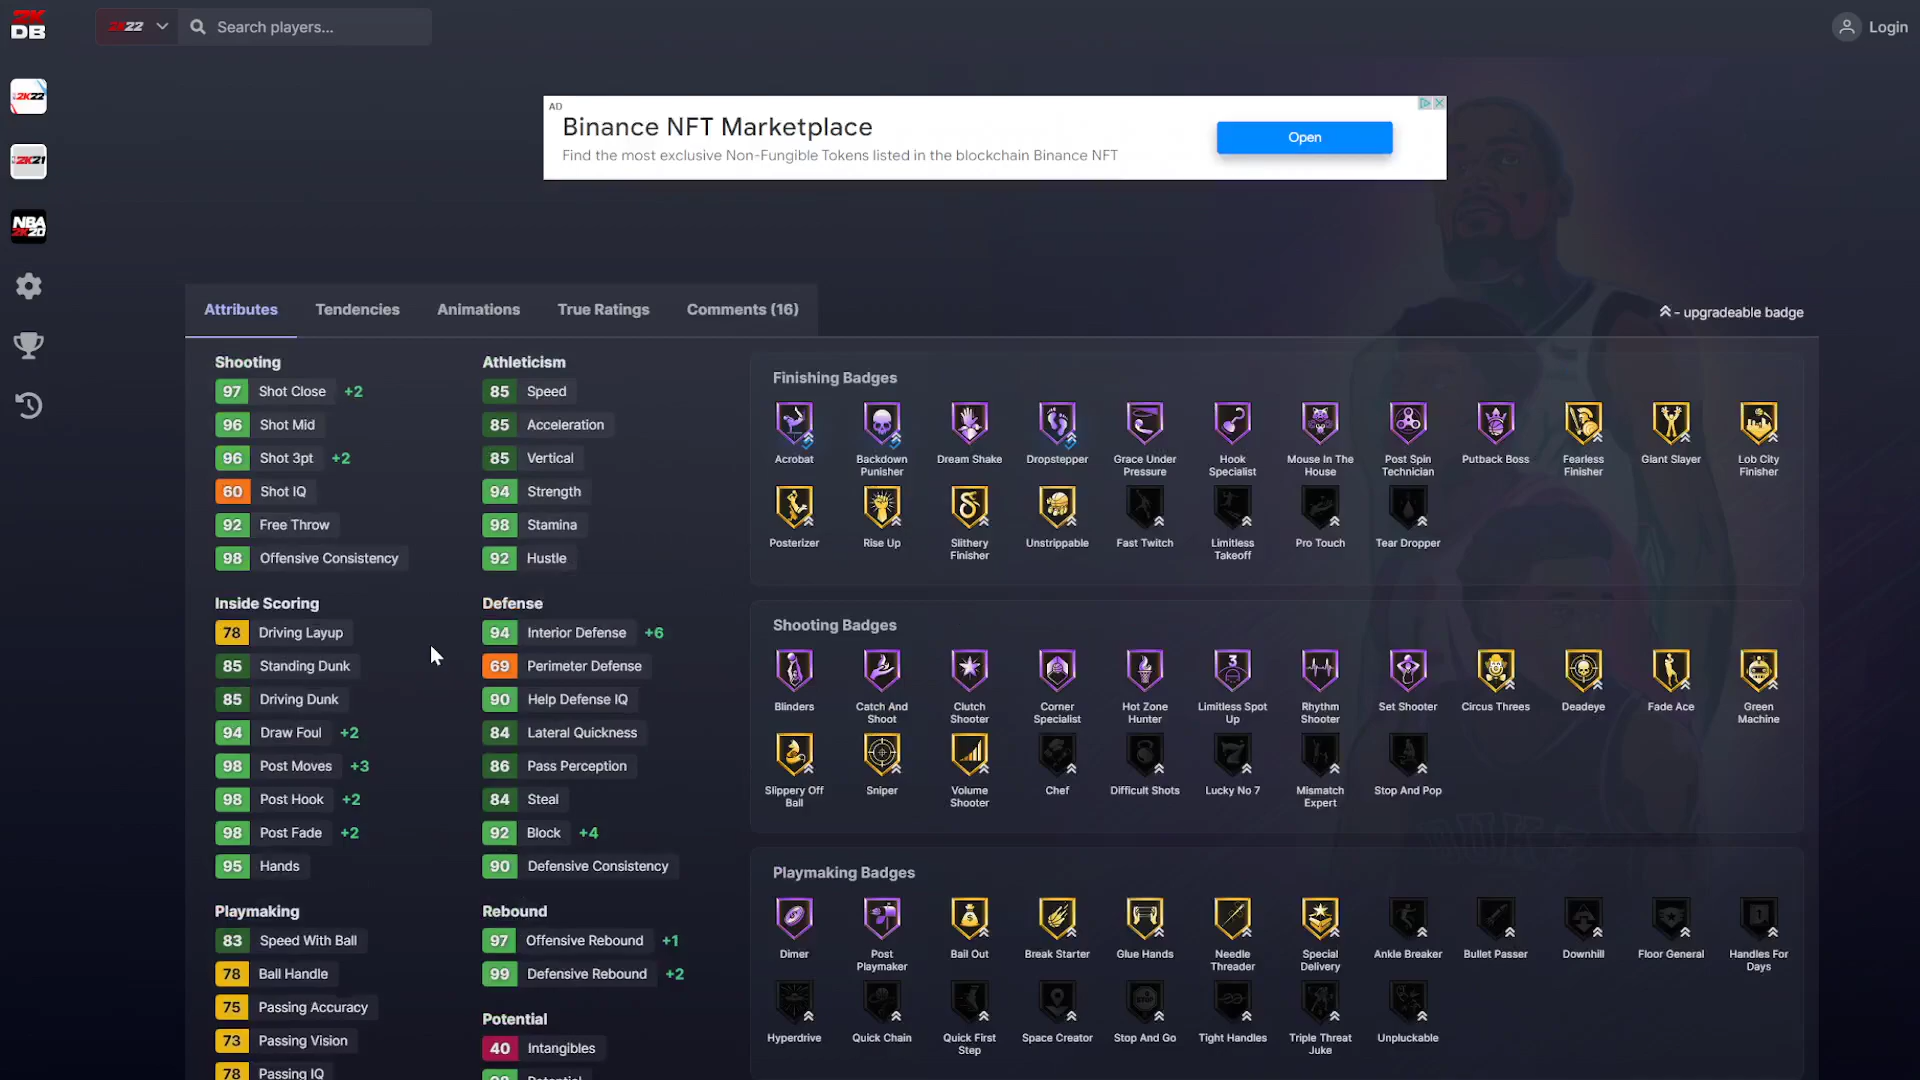 2K
DB
2K22
Search players...
Login
2K22
2K21
NBA
2K20
AD
Binance NFT Marketplace
Find the most exclusive Non-Fungible Tokens listed in the blockchain Binance NFT
Open
Attributes
Tendencies
Animations
True Ratings
Comments (16)
- upgradeable badge
Shooting
97 Shot Close +2
96 Shot Mid
96 Shot 3pt +2
60 Shot IQ
92 Free Throw
98 Offensive Consistency
Inside Scoring
78 Driving Layup
85 Standing Dunk
85 Driving Dunk
94 Draw Foul +2
98 Post Moves +3
98 Post Hook +2
98 Post Fade +2
95 Hands
Playmaking
83 Speed With Ball
78 Ball Handle
75 Passing Accuracy
73 Passing Vision
78 Passing IQ
Athleticism
85 Speed
85 Acceleration
85 Vertical
94 Strength
98 Stamina
92 Hustle
Defense
94 Interior Defense +6
69 Perimeter Defense
90 Help Defense IQ
84 Lateral Quickness
86 Pass Perception
84 Steal
92 Block +4
90 Defensive Consistency
Rebound
97 Offensive Rebound +1
99 Defensive Rebound +2
Potential
40 Intangibles
98 Potential
Finishing Badges
Acrobat
Backdown
Punisher
Dream Shake
Dropstepper
Grace Under
Pressure
Hook
Specialist
Mouse In The
House
Post Spin
Technician
Putback Boss
Fearless
Finisher
Giant Slayer
Lob City
Finisher
Posterizer
Rise Up
Slithery
Finisher
Unstrippable
Fast Twitch
Limitless
Takeoff
Pro Touch
Tear Dropper
Shooting Badges
Blinders
Catch And
Shoot
Clutch
Shooter
Corner
Specialist
Hot Zone
Hunter
3
Limitless Spot
Up
Rhythm
Shooter
Set Shooter
Circus Threes
Deadeye
Fade Ace
Green
Machine
Slippery Off
Ball
Sniper
Volume
Shooter
Chef
Difficult Shots
Lucky No 7
Mismatch
Expert
Stop And Pop
Playmaking Badges
Dimer
Post
Playmaker
Bail Out
Break Starter
Glue Hands
Needle
Threader
Special
Delivery
Ankle Breaker
Bullet Passer
Downhill
Floor General
1
Handles For
Days
Hyperdrive
Quick Chain
Quick First
Step
Space Creator
STOP
Stop And Go
Tight Handles
Triple Threat
Juke
Unpluckable